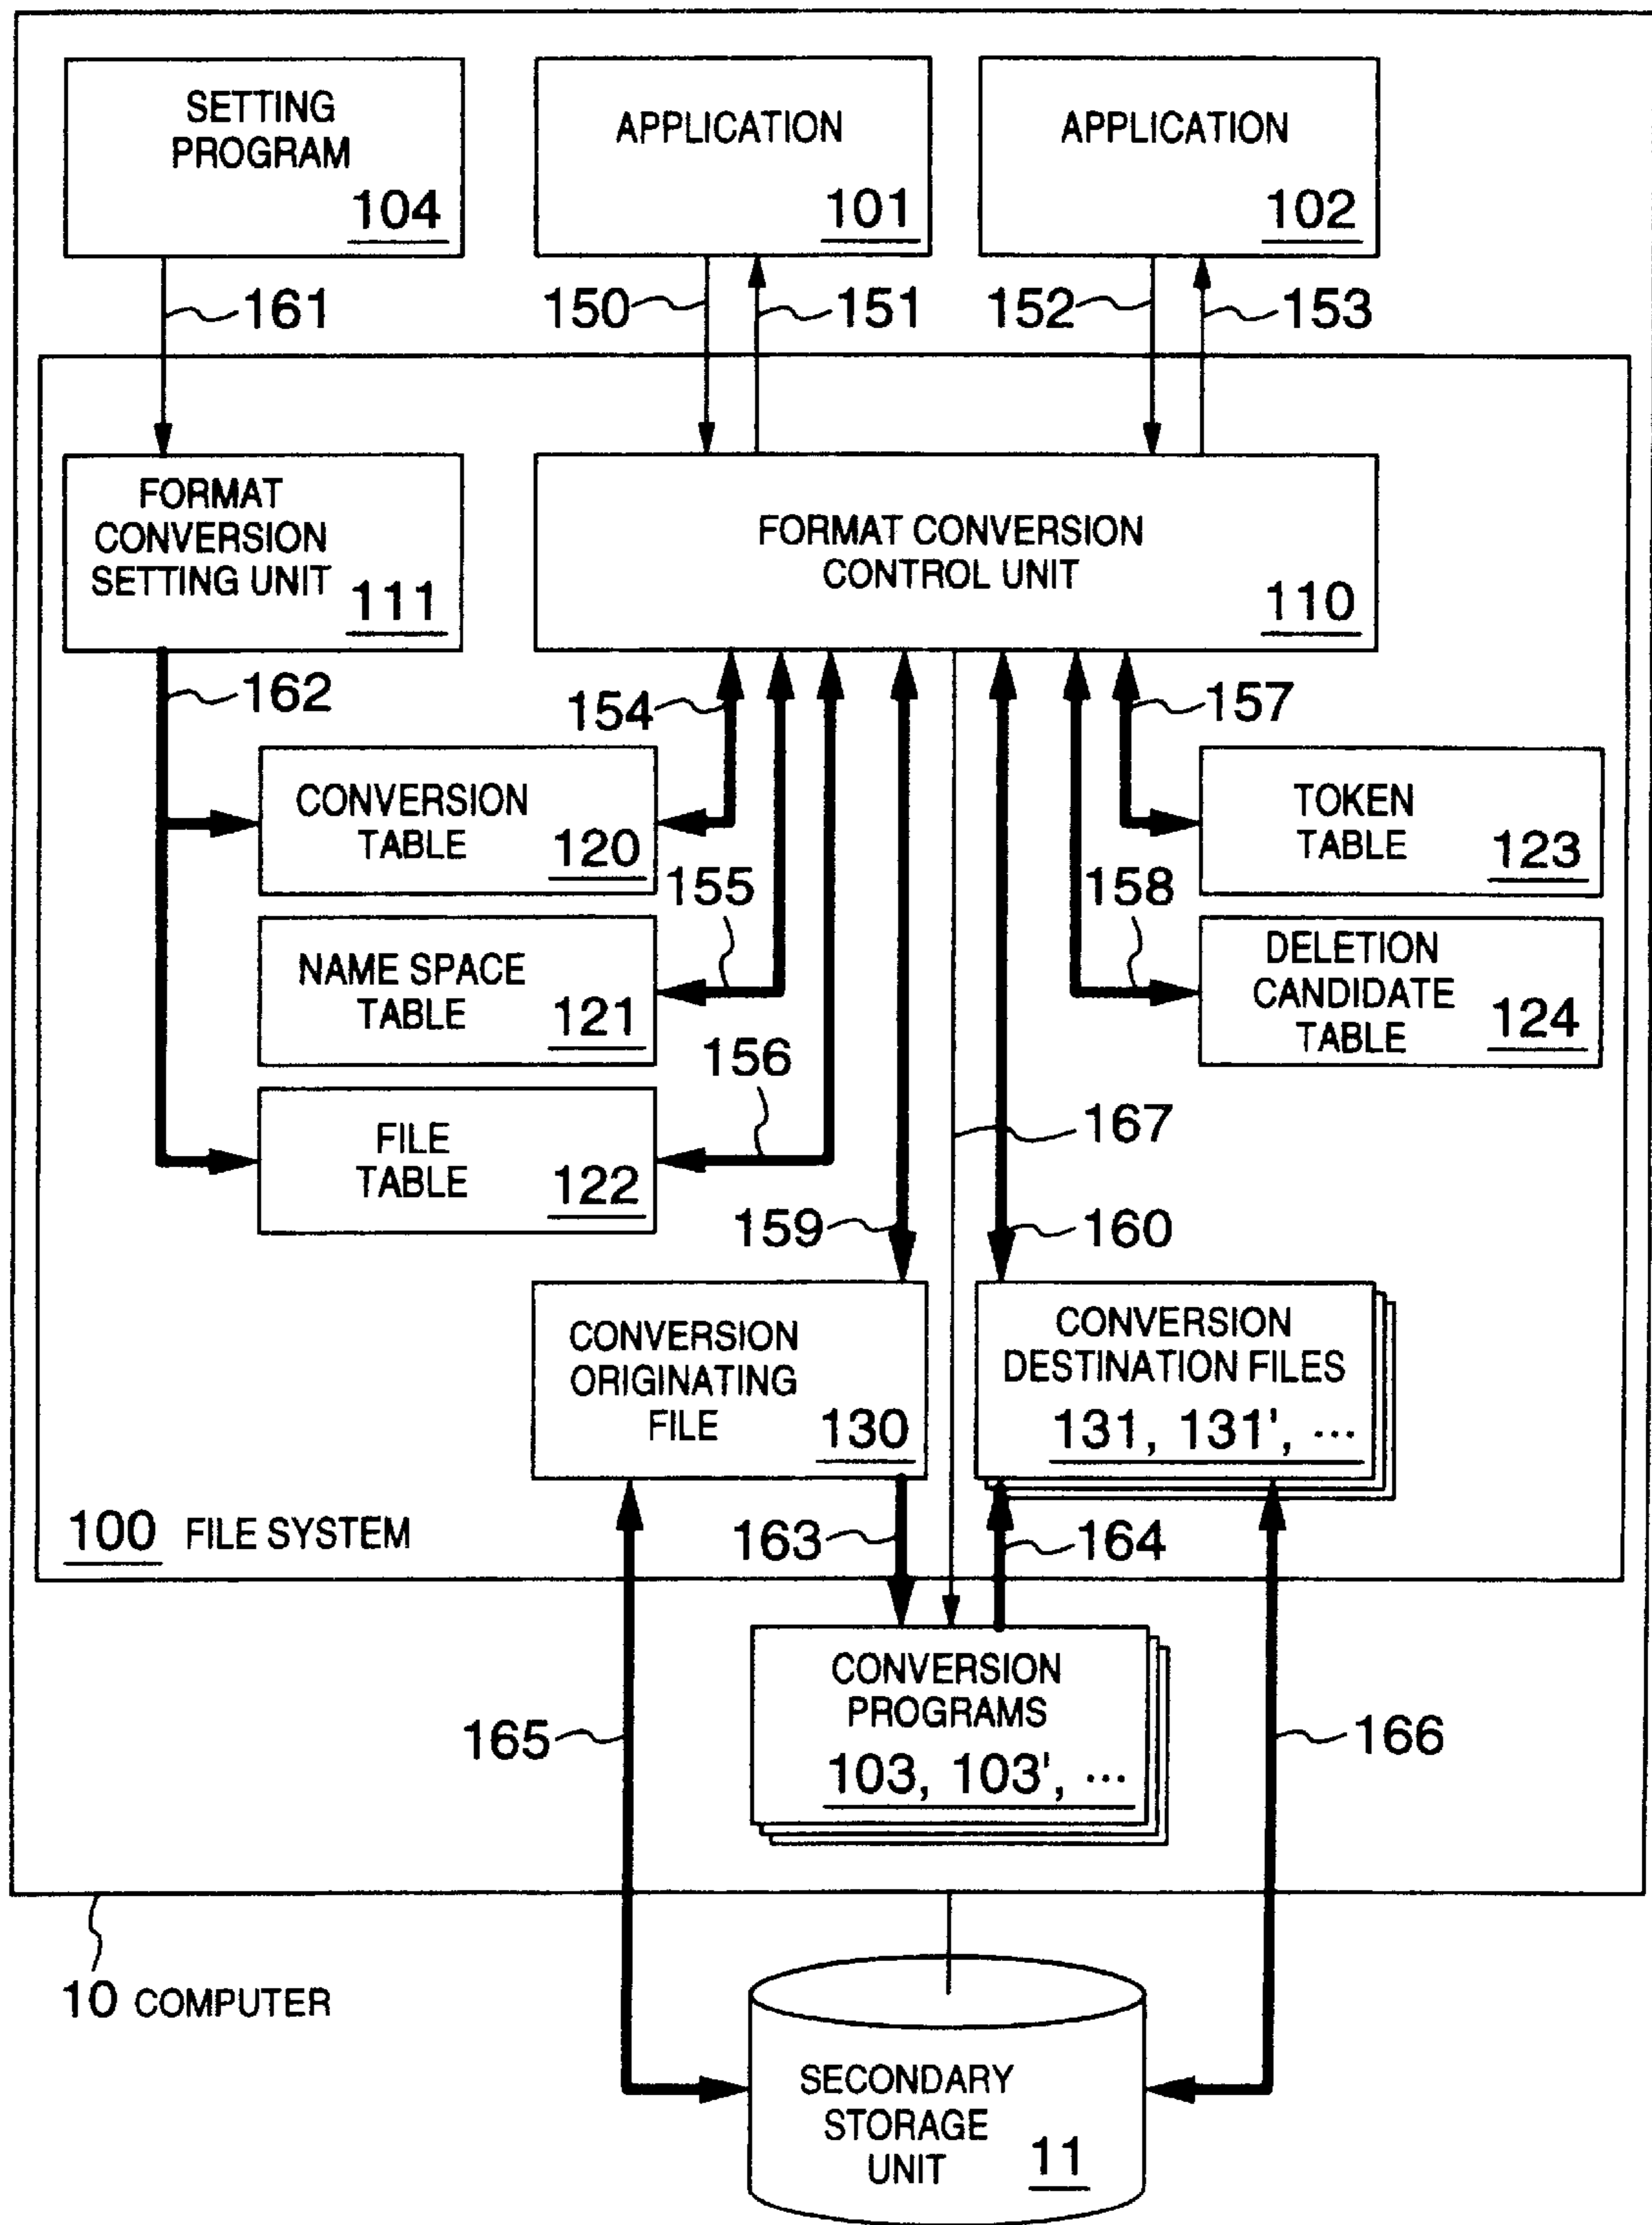 SETTING
PROGRAM
104
APPLICATION
101
APPLICATION
102
161
150
151
152
153
FORMAT
CONVERSION
SETTING UNIT
111
FORMAT CONVERSION
CONTROL UNIT
110
162
154
157
CONVERSION
TABLE
120
TOKEN
TABLE
123
155
158
NAME SPACE
TABLE
121
DELETION
CANDIDATE
TABLE
124
156
167
FILE
TABLE
122
159
160
CONVERSION
ORIGINATING
FILE
130
CONVERSION
DESTINATION FILES
131, 131', ...
100 FILE SYSTEM
163
164
CONVERSION
PROGRAMS
103, 103', ...
165
166
10 COMPUTER
SECONDARY
STORAGE
UNIT
11